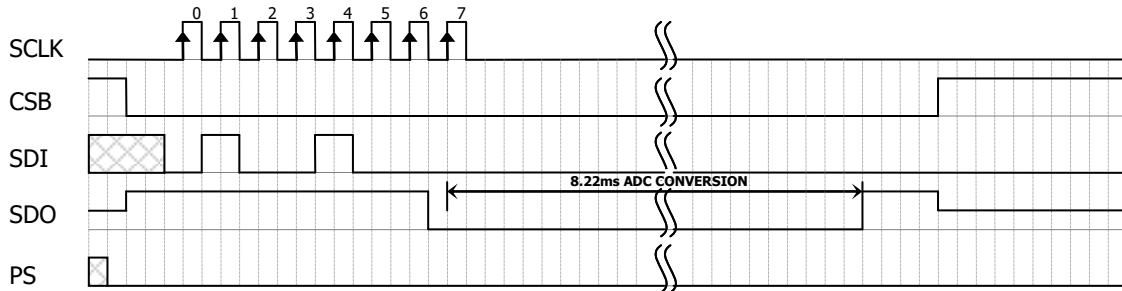 0 1 2 3 4 5 6 7
SCLK
CSB
SDI
8.22ms ADC CONVERSION
SDO
PS